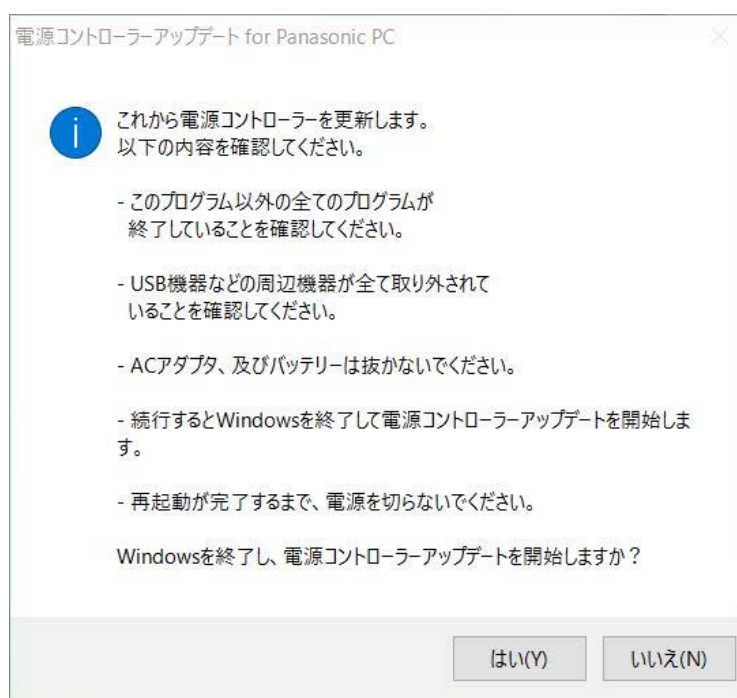 電源コントローラーアップデート for Panasonic PC
これから電源コントローラーを更新します。
以下の内容を確認してください。
- このプログラム以外の全てのプログラムが
終了していることを確認してください。
- USB機器などの周辺機器が全て取り外されて
いることを確認してください。
- ACアダプタ、及びバッテリーは抜かないでください。
- 続行するとWindowsを終了して電源コントローラーアップデートを開始しま
す。
- 再起動が完了するまで、電源を切らないでください。
Windowsを終了し、電源コントローラーアップデートを開始しますか？
はい(Y)
いいえ(N)